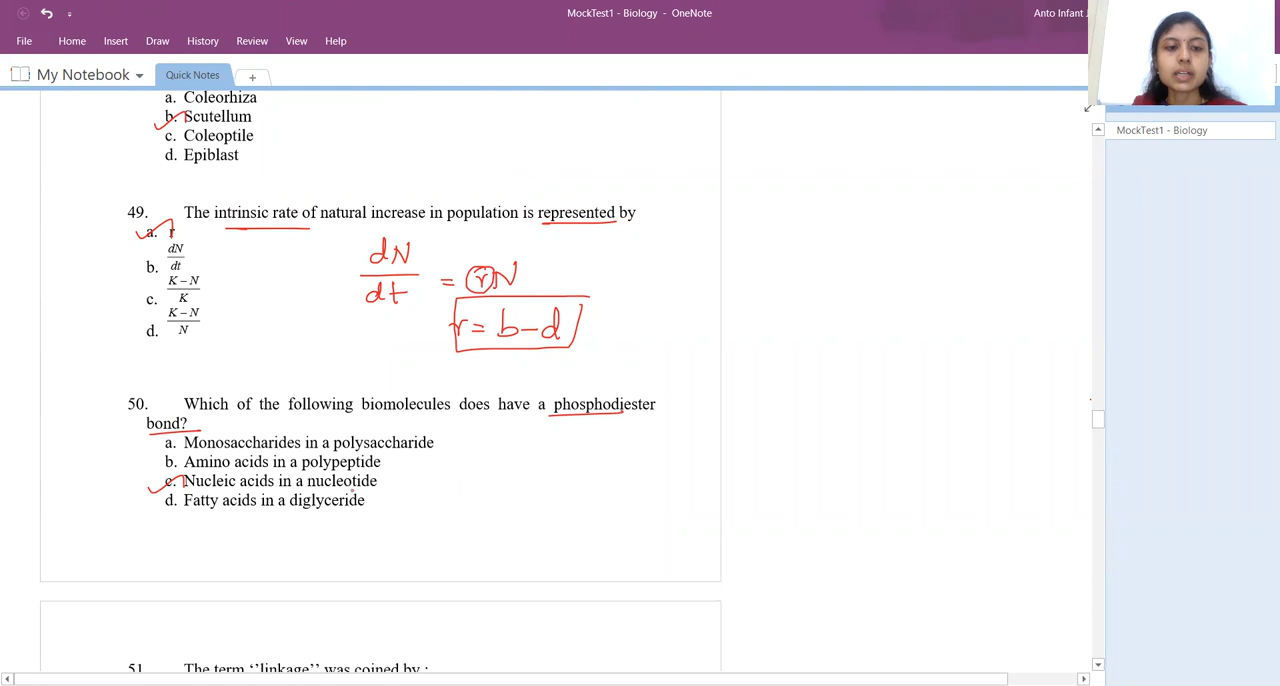 MockTest1 - Biology - OneNote
Anto Infant J
File Home Insert Draw History Review View Help
My Notebook Quick Notes +
MockTest1 - Biology
a. Coleorhiza
b. Scutellum
c. Coleoptile
d. Epiblast
49. The intrinsic rate of natural increase in population is represented by
a. r
b. dN/dt
c. K – N/K
d. K – N/N
dN/dt = rN
r = b – d
50. Which of the following biomolecules does have a phosphodiester
bond?
a. Monosaccharides in a polysaccharide
b. Amino acids in a polypeptide
c. Nucleic acids in a nucleotide
d. Fatty acids in a diglyceride
51. The term ‘‘linkage’’ was coined by :